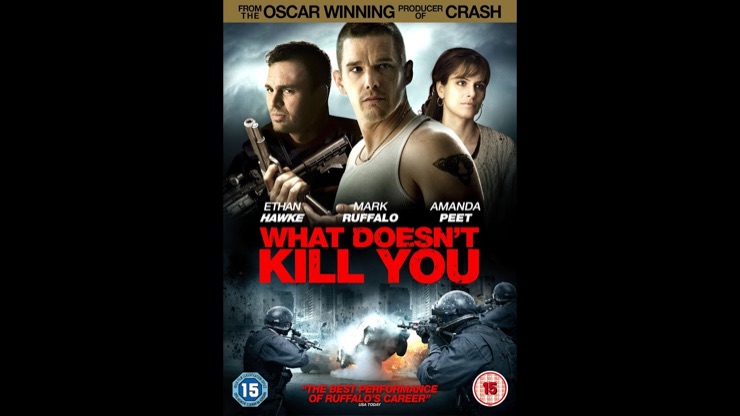 FROM THE OSCAR WINNING PRODUCER OF CRASH
ETHAN HAWKE
MARK RUFFALO
AMANDA PEET
WHAT DOESN'T
KILL YOU
"THE BEST PERFORMANCE
OF RUFFALO'S CAREER"
USA TODAY
15
15